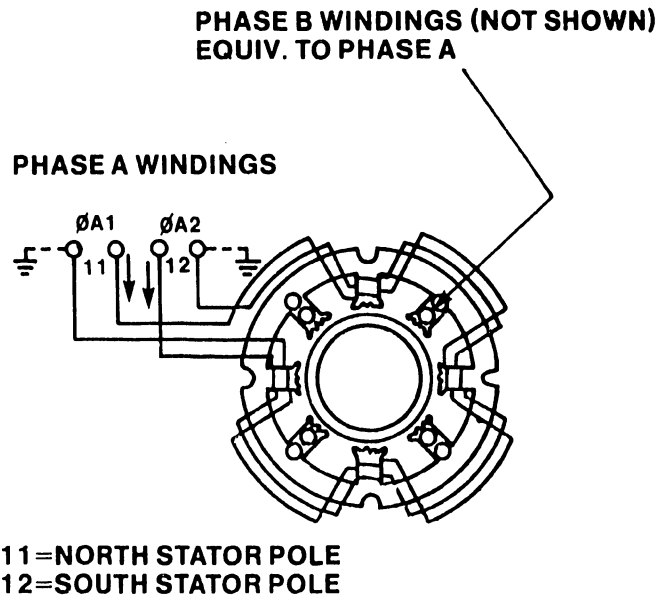 PHASE B WINDINGS (NOT SHOWN)
EQUIV. TO PHASE A
PHASE A WINDINGS
ØA1 ØA2
11 12
11=NORTH STATOR POLE
12=SOUTH STATOR POLE